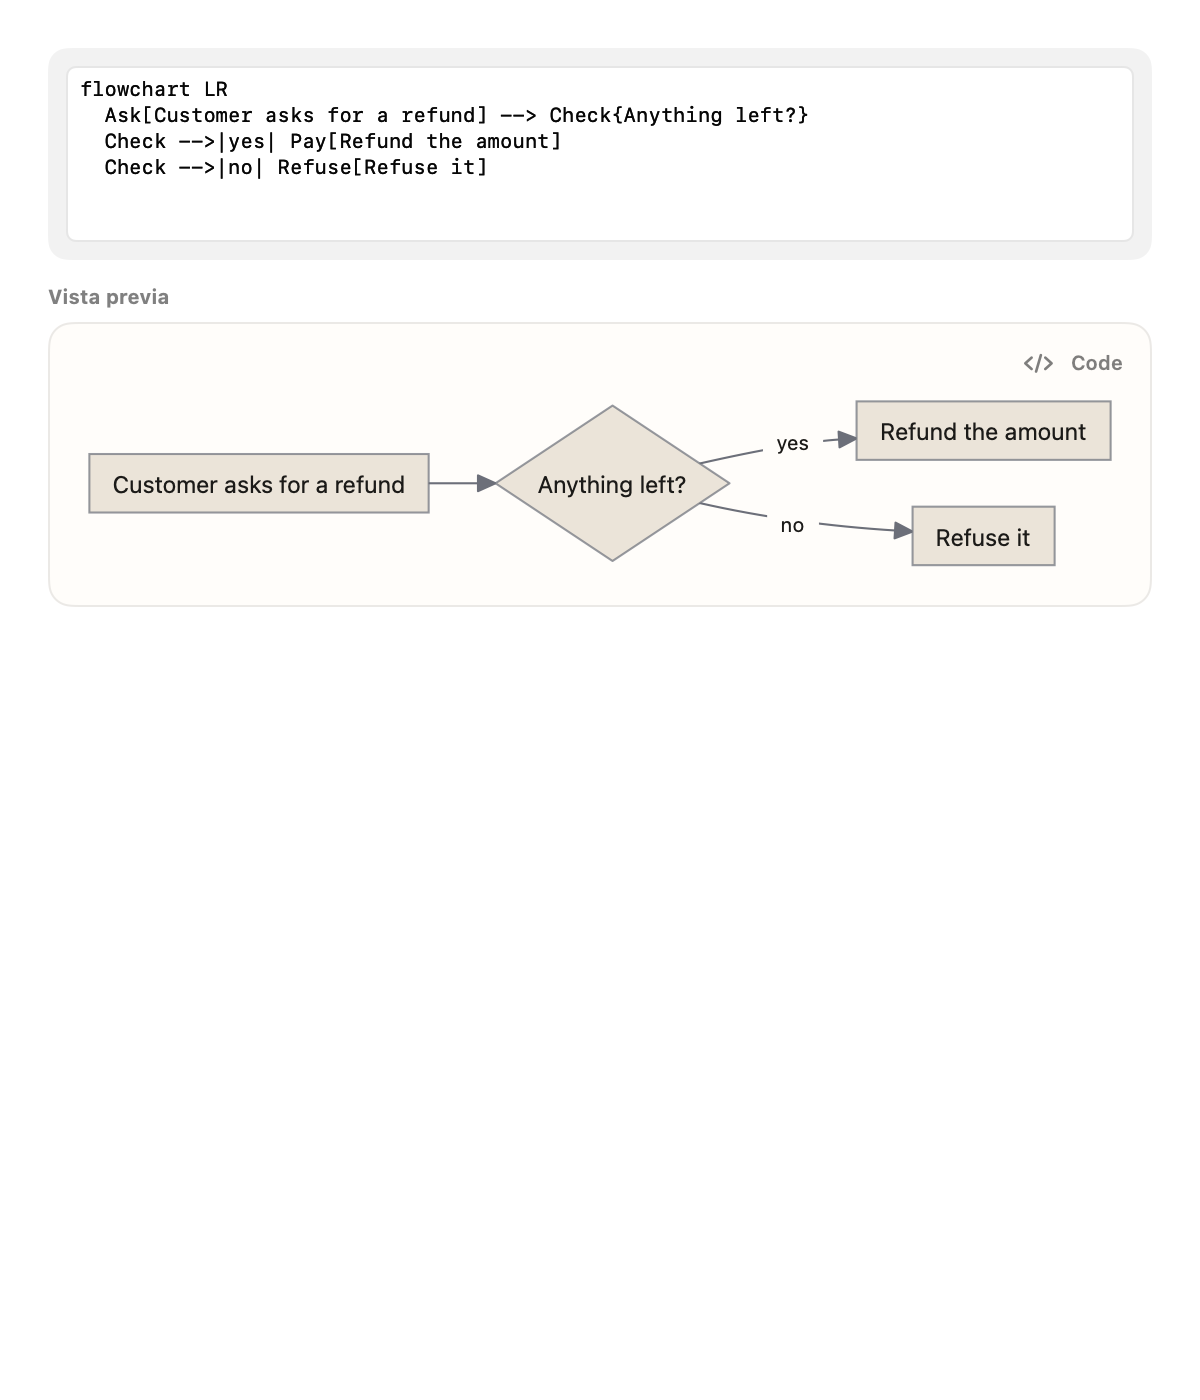 flowchart LR
  Ask[Customer asks for a refund] --> Check{Anything left?}
  Check -->|yes| Pay[Refund the amount]
  Check -->|no| Refuse[Refuse it]
Vista previa
</> Code
Customer asks for a refund
Anything left?
yes
Refund the amount
no
Refuse it